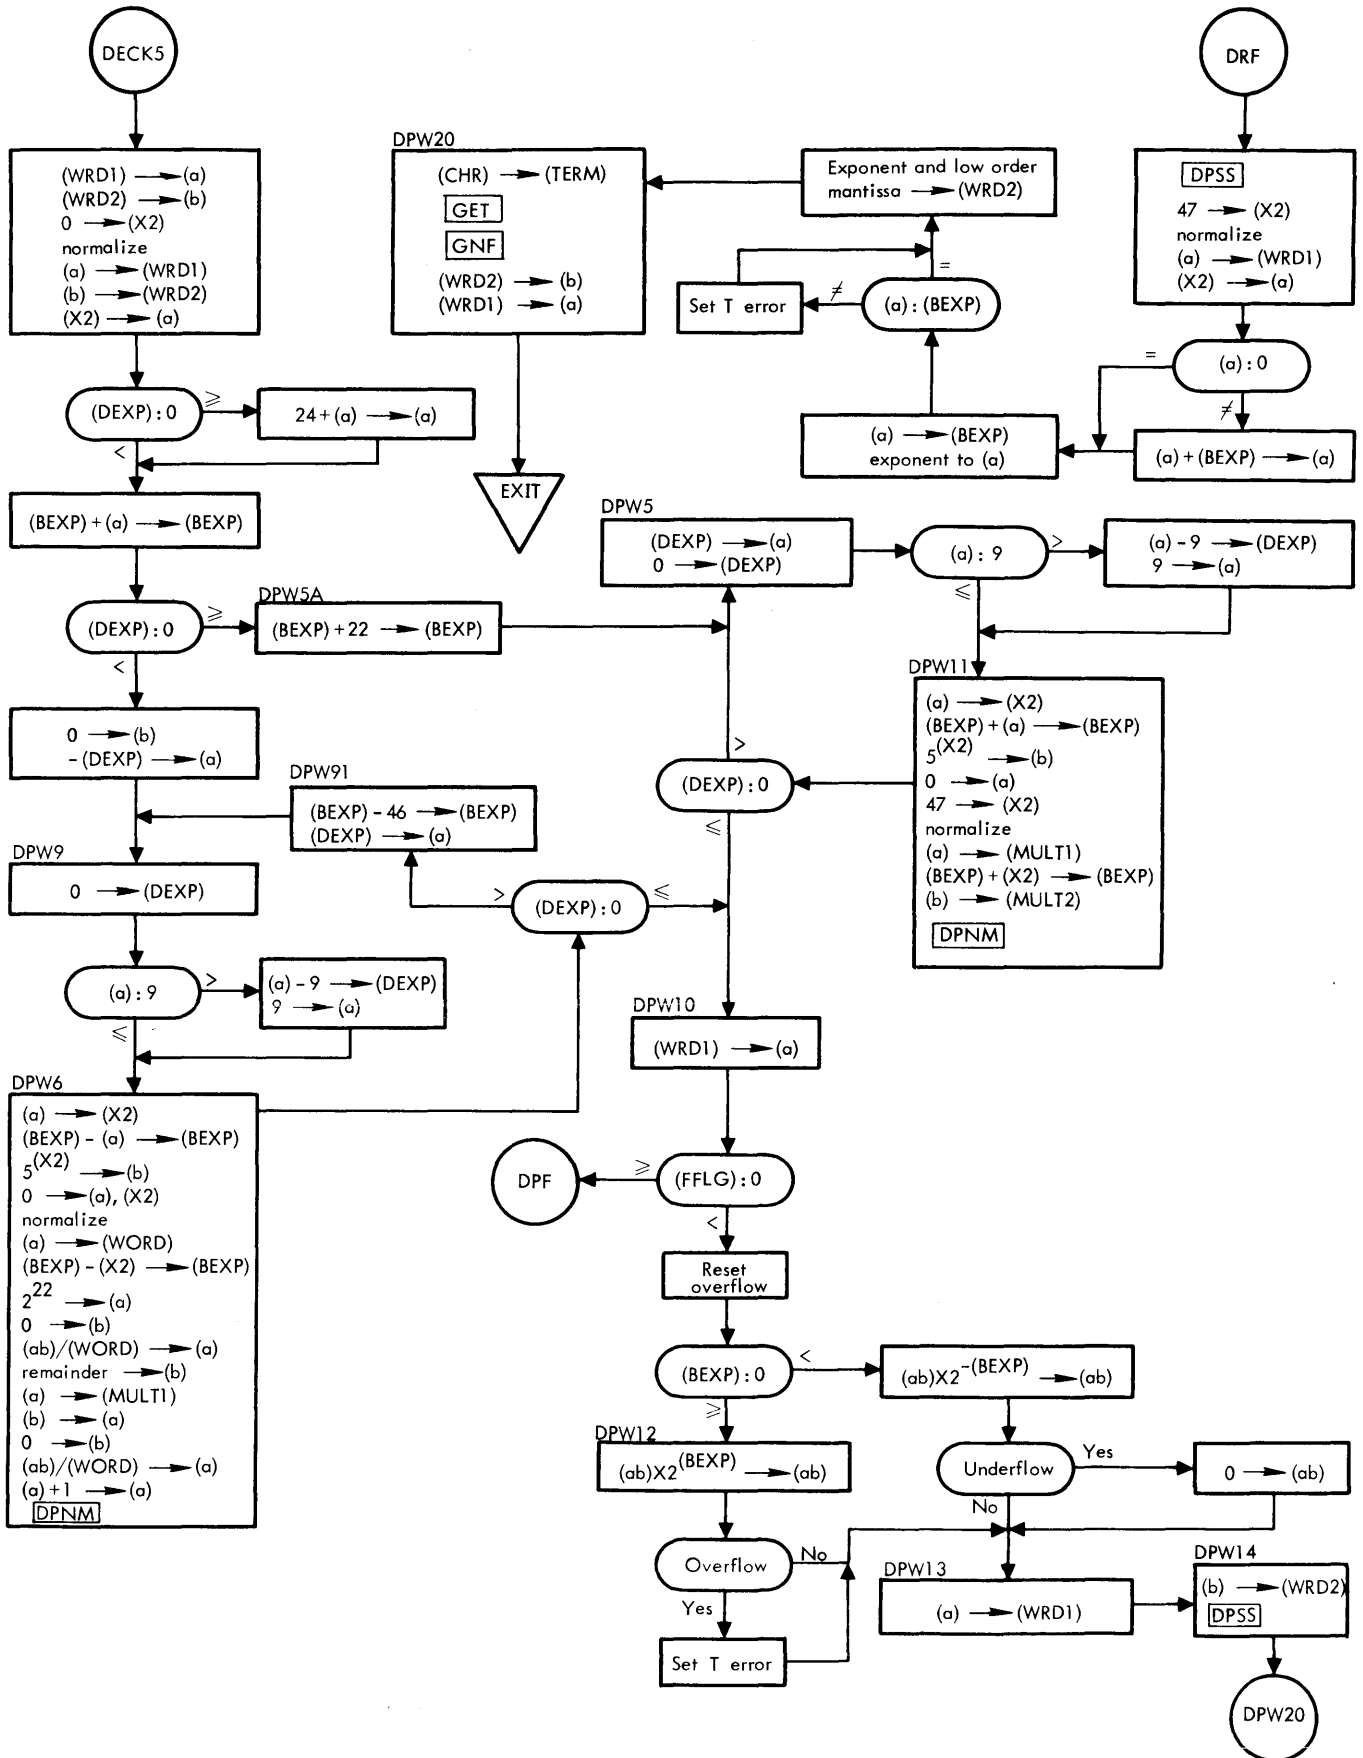 DECK5
(WRD1) → (a)
(WRD2) → (b)
0 → (X2)
normalize
(a) → (WRD1)
(b) → (WRD2)
(X2) → (a)
(DEXP) : 0
≥
24 + (a) → (a)
<
(BEXP) + (a) → (BEXP)
(DEXP) : 0
≥
DPW5A
(BEXP) + 22 → (BEXP)
<
0 → (b)
- (DEXP) → (a)
DPW91
(BEXP) - 46 → (BEXP)
(DEXP) → (a)
DPW9
0 → (DEXP)
(a) : 9
>
(a) - 9 → (DEXP)
9 → (a)
≤
DPW6
(a) → (X2)
(BEXP) - (a) → (BEXP)
5^(X2) → (b)
0 → (a), (X2)
normalize
(a) → (WORD)
(BEXP) - (X2) → (BEXP)
2^22 → (a)
0 → (b)
(ab)/(WORD) → (a)
remainder → (b)
(a) → (MULT1)
(b) → (a)
0 → (b)
(ab)/(WORD) → (a)
(a) + 1 → (a)
DPNM
>
(DEXP) : 0
≤
DPW20
(CHR) → (TERM)
GET
GNF
(WRD2) → (b)
(WRD1) → (a)
EXIT
DRF
DPSS
47 → (X2)
normalize
(a) → (WRD1)
(X2) → (a)
(a) : 0
=
≠
(a) + (BEXP) → (a)
(a) → (BEXP)
exponent to (a)
(a) : (BEXP)
≠
Set T error
=
Exponent and low order
mantissa → (WRD2)
DPW5
(DEXP) → (a)
0 → (DEXP)
(a) : 9
>
(a) - 9 → (DEXP)
9 → (a)
≤
DPW11
(a) → (X2)
(BEXP) + (a) → (BEXP)
5^(X2) → (b)
0 → (a)
47 → (X2)
normalize
(a) → (MULT1)
(BEXP) + (X2) → (BEXP)
(b) → (MULT2)
DPNM
>
(DEXP) : 0
≤
DPW10
(WRD1) → (a)
(FFLG) : 0
≥
DPF
<
Reset
overflow
(BEXP) : 0
<
(ab)X2^-(BEXP) → (ab)
≥
DPW12
(ab)X2^(BEXP) → (ab)
Underflow
Yes
0 → (ab)
No
Overflow
No
Yes
Set T error
DPW13
(a) → (WRD1)
DPW14
(b) → (WRD2)
DPSS
DPW20